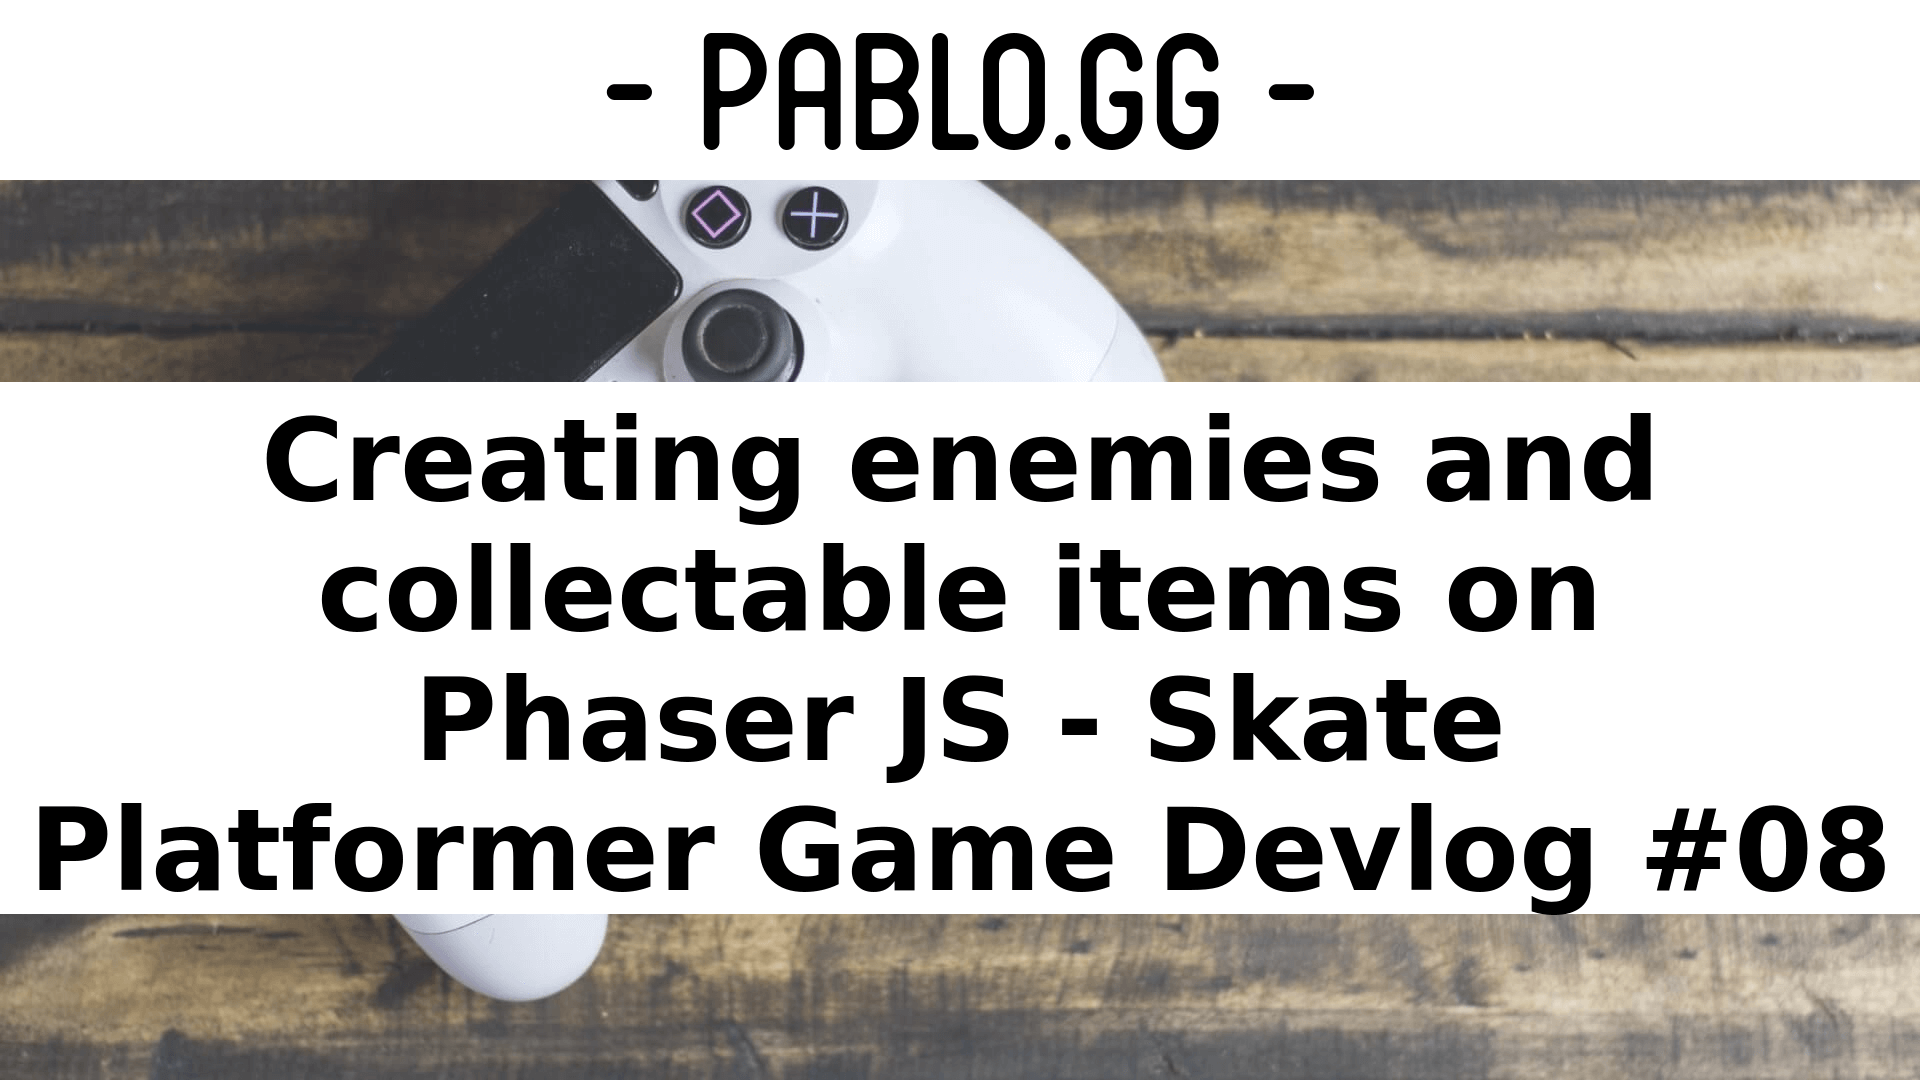 - PABLO.GG -
Creating enemies and
collectable items on
Phaser JS - Skate
Platformer Game Devlog #08